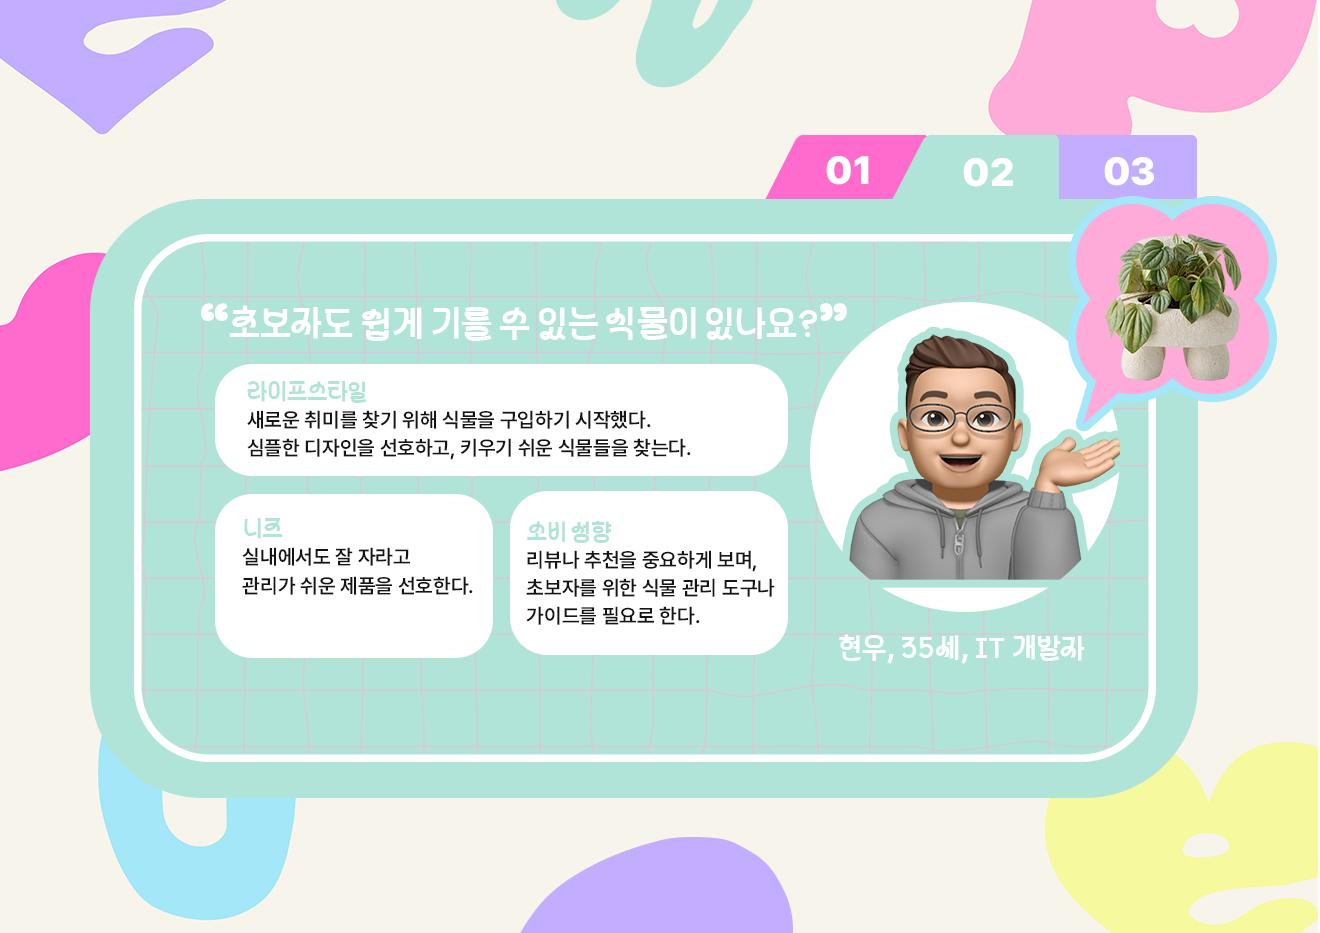 01
02
03
“초보자도 쉽게 기를 수 있는 식물이 있나요?”
라이프스타일
새로운 취미를 찾기 위해 식물을 구입하기 시작했다.
심플한 디자인을 선호하고, 키우기 쉬운 식물들을 찾는다.
니즈
실내에서도 잘 자라고
관리가 쉬운 제품을 선호한다.
소비 성향
리뷰나 추천을 중요하게 보며,
초보자를 위한 식물 관리 도구나
가이드를 필요로 한다.
현우, 35세, IT 개발자